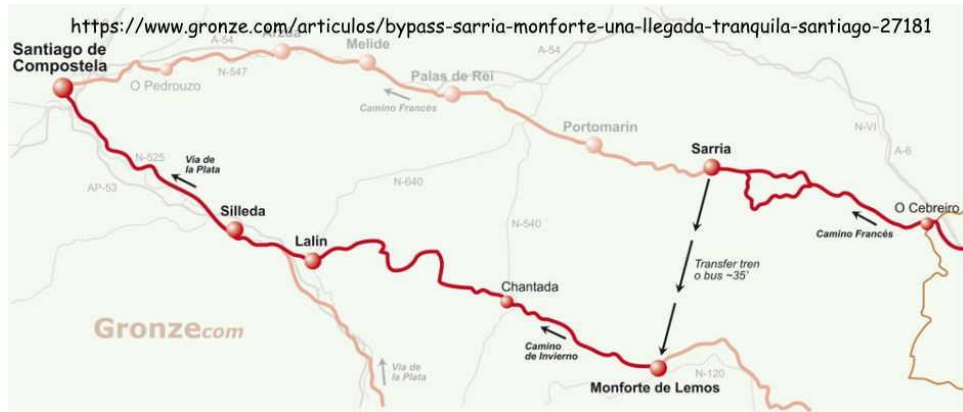 https://www.gronze.com/articulos/bypass-sarria-monforte-una-llegada-tranquila-santiago-27181
Santiago de
Compostela
A-54
Arzúa
Melide
A-54
O Pedrouzo
N-547
Palas de Rei
Camino Francés
Portomarín
Sarria
N-VI
A-6
Vía de
la Plata
N-525
AP-53
N-640
N-540
O Cebreiro
Camino Francés
Silleda
Lalín
Transfer tren
o bus ~35'
Chantada
Gronze.com
Camino
de Invierno
Vía de
la Plata
N-120
Monforte de Lemos